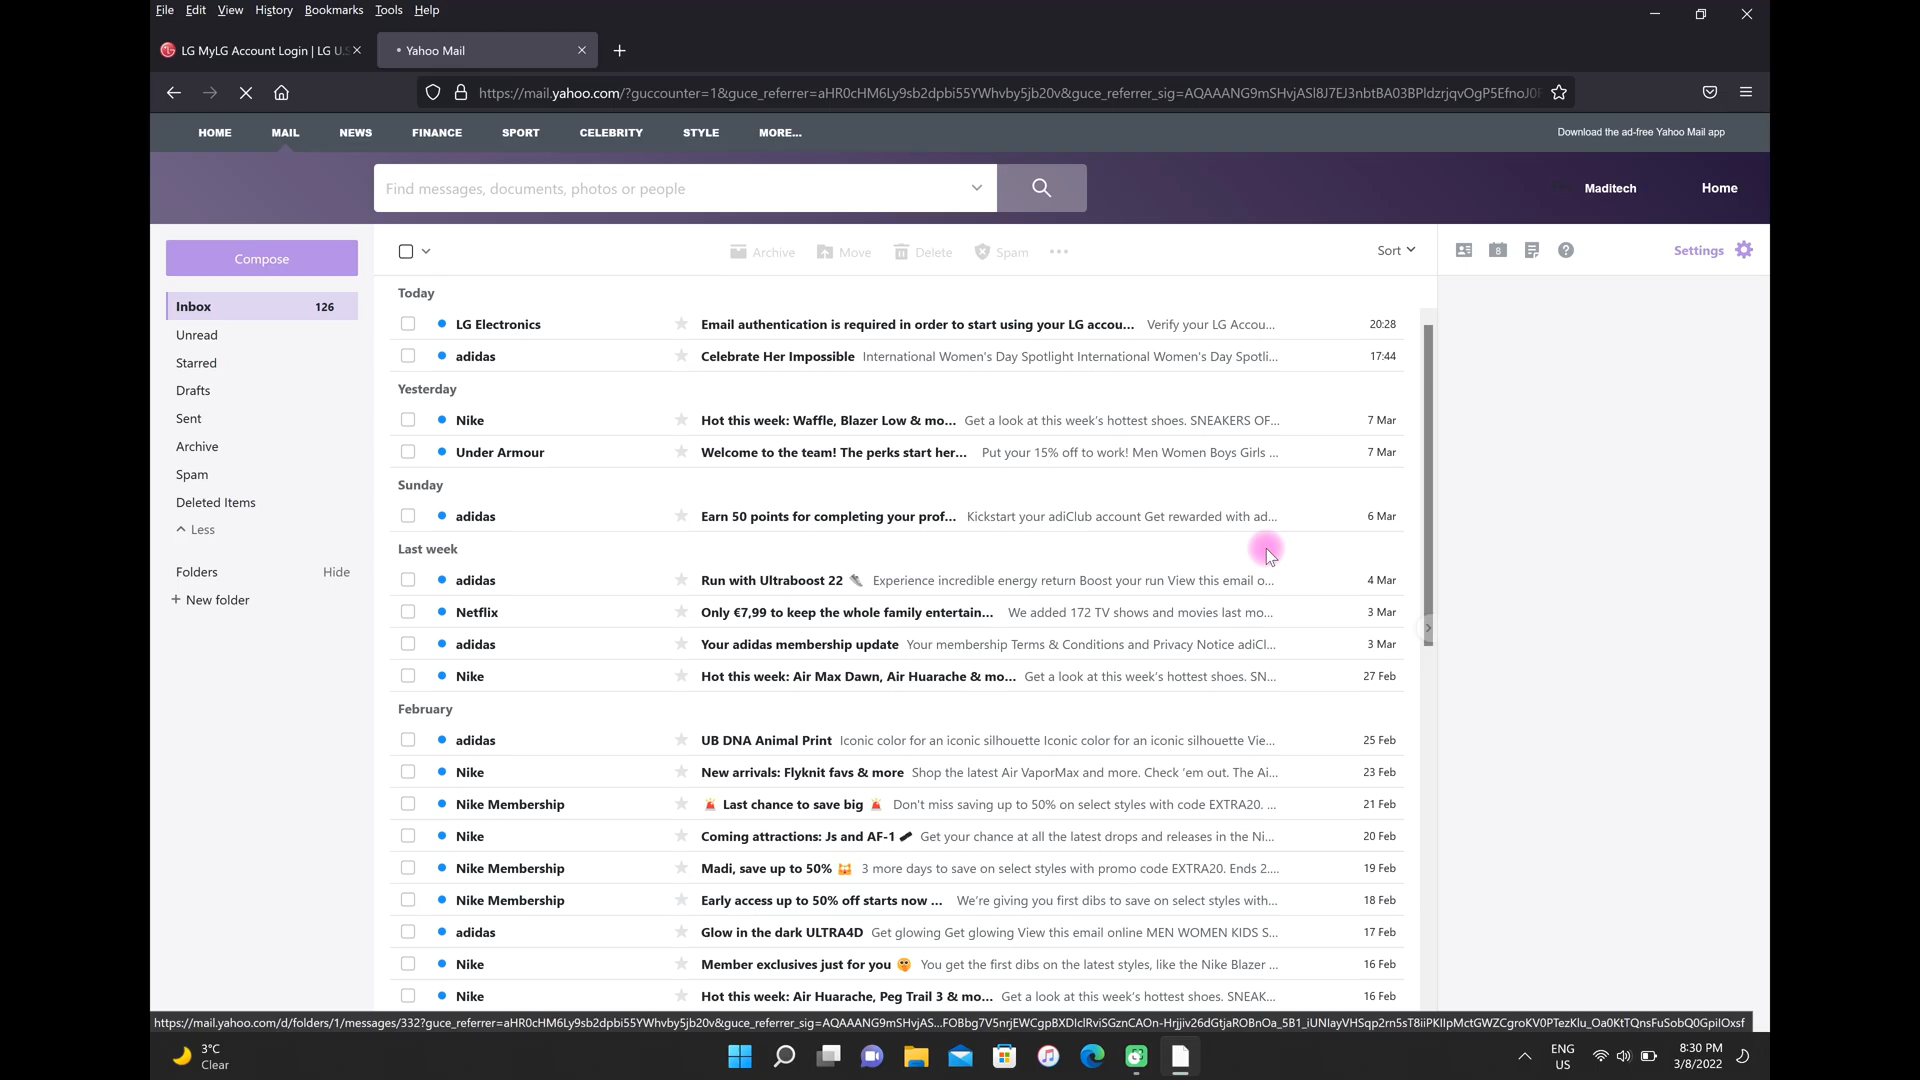 File Edit View History Bookmarks Tools Help
LG MyLG Account Login | LG U.S
Yahoo Mail
https://mail.yahoo.com/?guccounter=1&guce_referrer=aHR0cHM6Ly9sb2dpbi55YWhvby5jb20v&guce_referrer_sig=
HOME MAIL NEWS FINANCE SPORT CELEBRITY STYLE MORE... Download the ad-free Yahoo Mail app
Find messages, documents, photos or people Maditech Home
Compose Archive Move Delete Spam Sort 8 Settings
Inbox 126
Unread
Starred
Drafts
Sent
Archive
Spam
Deleted Items
Less
Folders Hide
+ New folder
Today
LG Electronics Email authentication is required in order to start using your LG accou... Verify your LG Accou... 20:28
adidas Celebrate Her Impossible International Women's Day Spotlight International Women's Day Spotli... 17:44
Yesterday
Nike Hot this week: Waffle, Blazer Low & mo... Get a look at this week's hottest shoes. SNEAKERS OF... 7 Mar
Under Armour Welcome to the team! The perks start her... Put your 15% off to work! Men Women Boys Girls ... 7 Mar
Sunday
adidas Earn 50 points for completing your prof... Kickstart your adiClub account Get rewarded with ad... 6 Mar
Last week
adidas Run with Ultraboost 22 👟 Experience incredible energy return Boost your run View this email o... 4 Mar
Netflix Only €7,99 to keep the whole family entertain... We added 172 TV shows and movies last mo... 3 Mar
adidas Your adidas membership update Your membership Terms & Conditions and Privacy Notice adiCl... 3 Mar
Nike Hot this week: Air Max Dawn, Air Huarache & mo... Get a look at this week's hottest shoes. SN... 27 Feb
February
adidas UB DNA Animal Print Iconic color for an iconic silhouette Iconic color for an iconic silhouette Vie... 25 Feb
Nike New arrivals: Flyknit favs & more Shop the latest Air VaporMax and more. Check 'em out. The Ai... 23 Feb
Nike Membership 🚨 Last chance to save big 🚨 Don't miss saving up to 50% on select styles with code EXTRA20. ... 21 Feb
Nike Coming attractions: Js and AF-1 Get your chance at all the latest drops and releases in the Ni... 20 Feb
Nike Membership Madi, save up to 50% 3 more days to save on select styles with promo code EXTRA20. Ends 2.... 19 Feb
Nike Membership Early access up to 50% off starts now ... We're giving you first dibs to save on select styles with... 18 Feb
adidas Glow in the dark ULTRA4D Get glowing Get glowing View this email online MEN WOMEN KIDS S... 17 Feb
Nike Member exclusives just for you You get the first dibs on the latest styles, like the Nike Blazer ... 16 Feb
Nike Hot this week: Air Huarache, Peg Trail 3 & mo... Get a look at this week's hottest shoes. SNEAK... 16 Feb
https://mail.yahoo.com/d/folders/1/messages/332?guce_referrer=aHR0cHM6Ly9sb2dpbi55YWhvby5jb20v&guce_referrer_sig=
3°C ENG 8:30 PM
Clear US 3/8/2022